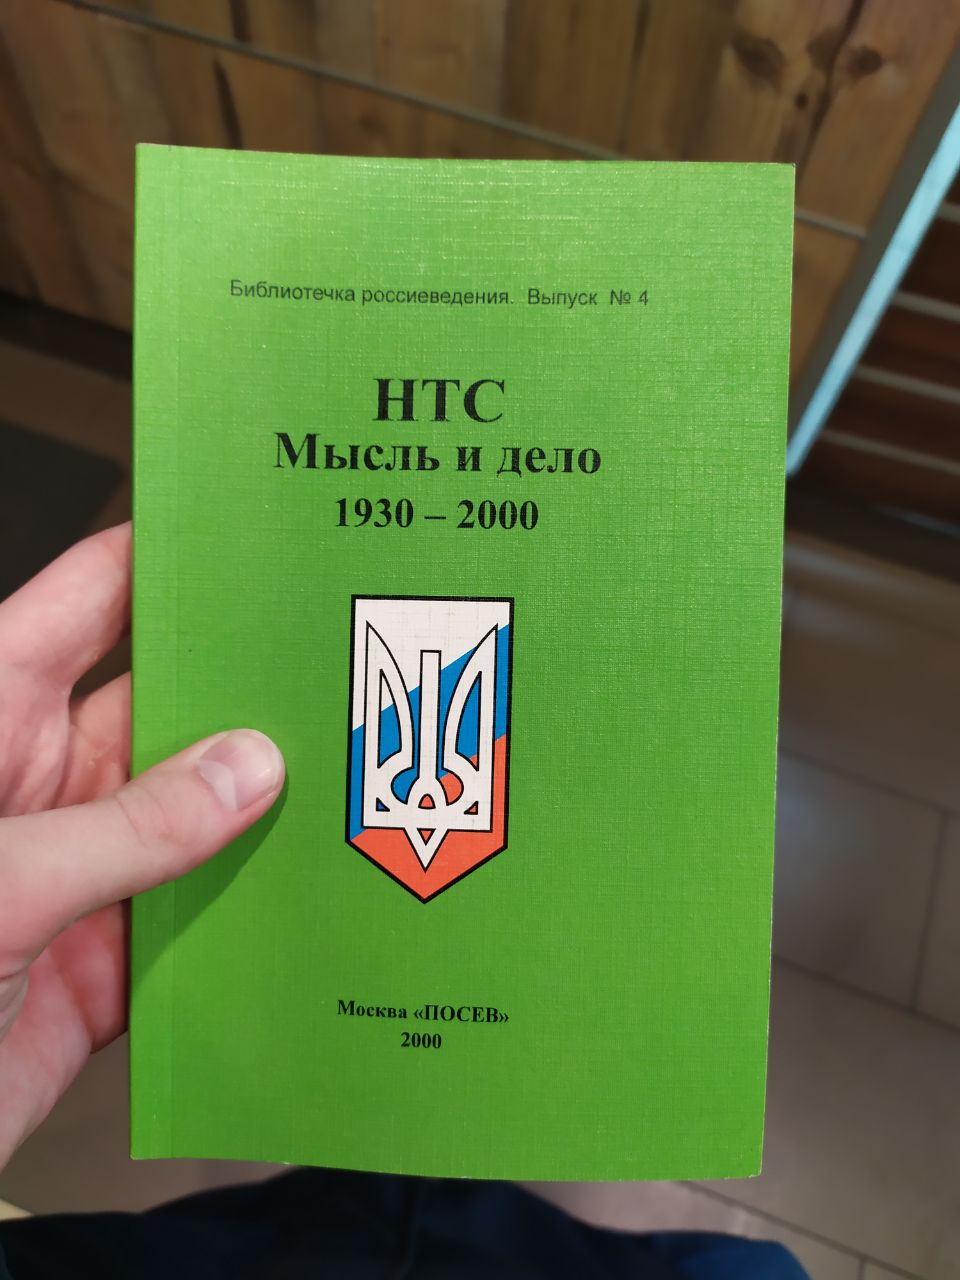 Библиотечка россиеведения. Выпуск № 4
НТС
Мысль и дело
1930 – 2000
Москва «ПОСЕВ»
2000